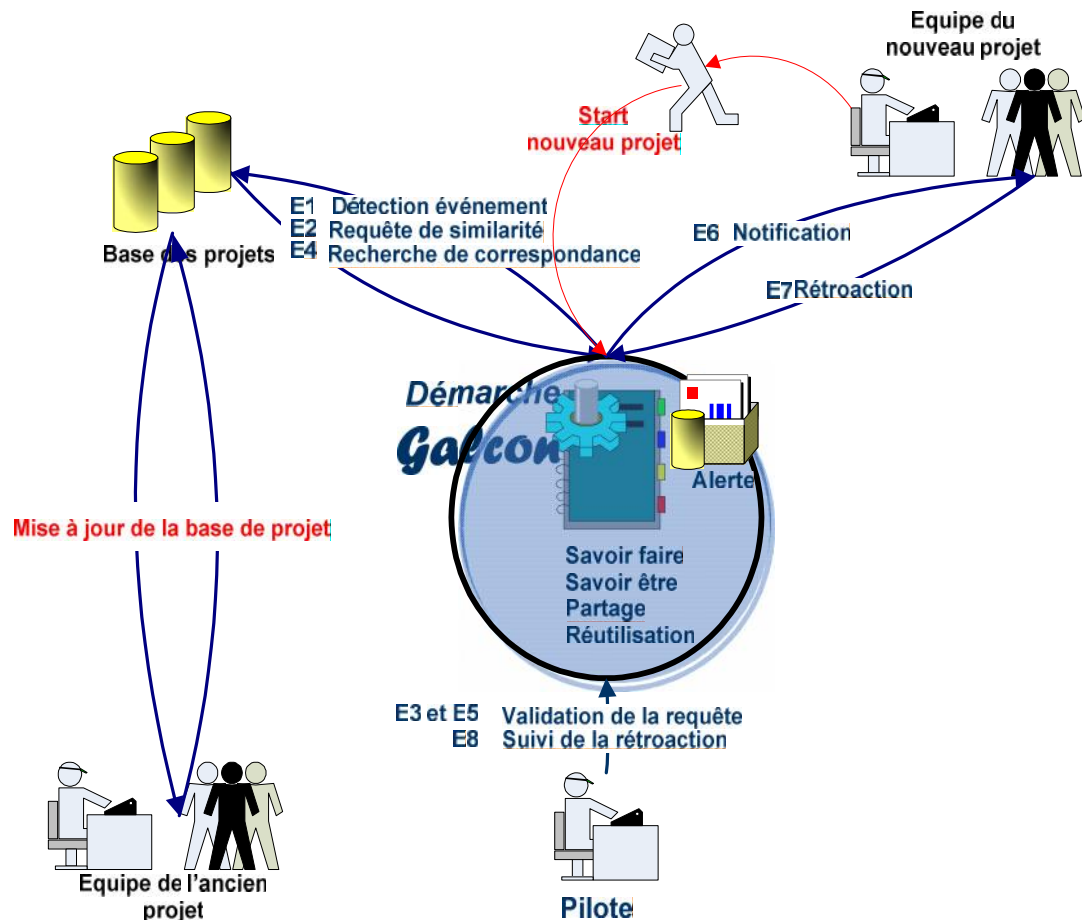 Equipe du
nouveau projet
Start
nouveau projet
E1 Détection événement
E2 Requête de similarité
E4 Recherche de correspondance
Base des projets
E6 Notification
E7 Rétroaction
Démarche
Galcon
Alerte
Savoir faire
Savoir être
Partage
Réutilisation
Mise à jour de la base de projet
E3 et E5 Validation de la requête
E8 Suivi de la rétroaction
Equipe de l'ancien
projet
Pilote